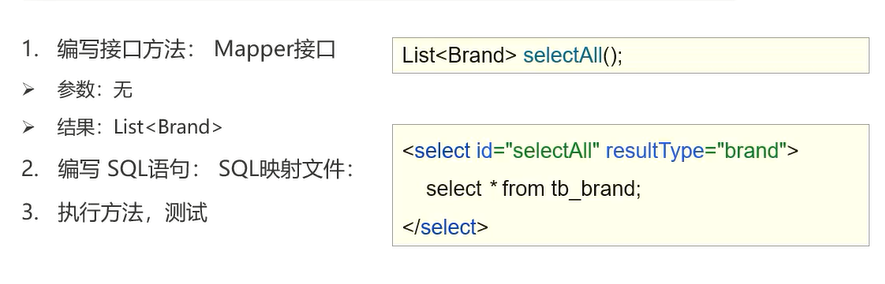 1. 编写接口方法： Mapper接口
➢ 参数：无
➢ 结果：List<Brand>
2. 编写 SQL语句： SQL映射文件：
3. 执行方法，测试
List<Brand> selectAll();
<select id="selectAll" resultType="brand">
select * from tb_brand;
</select>